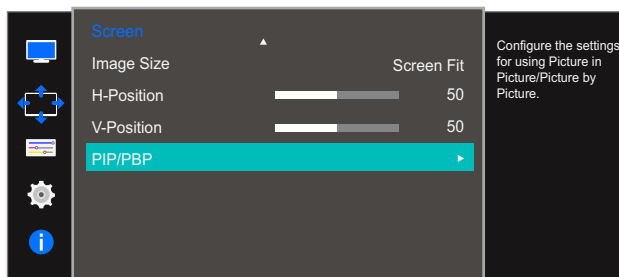 Screen
Image Size
Screen Fit
H-Position
50
V-Position
50
PIP/PBP
Configure the settings
for using Picture in
Picture/Picture by
Picture.